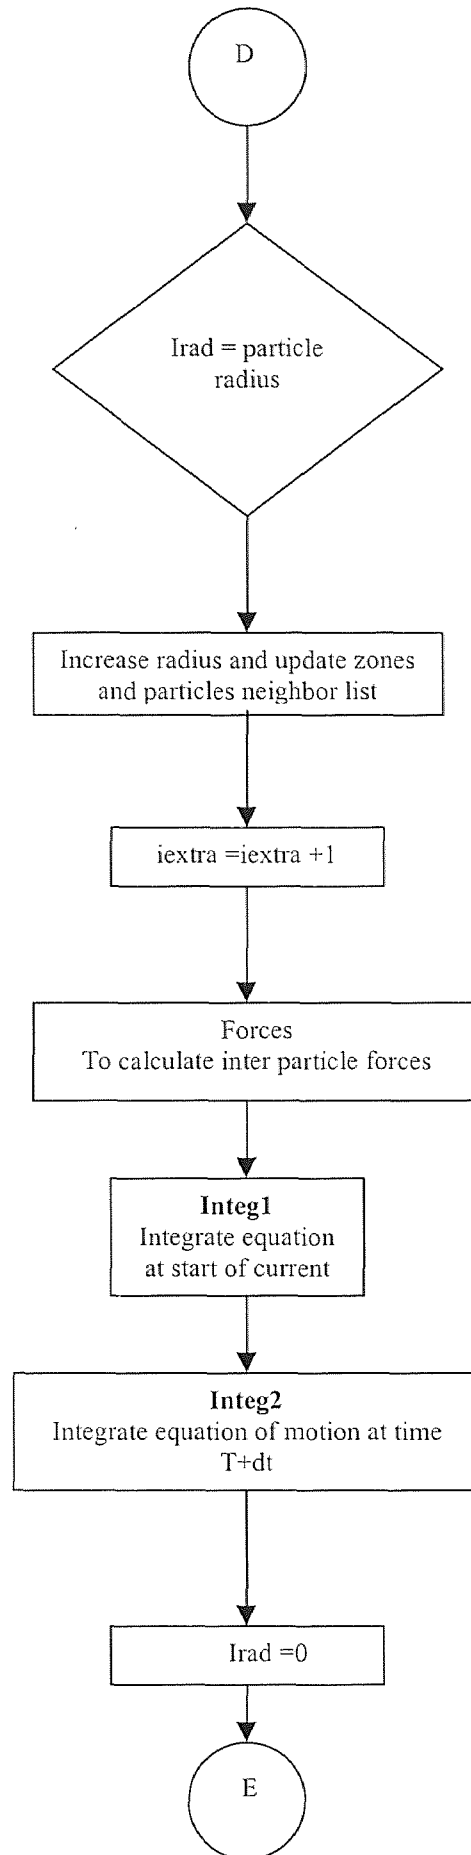 D
Irad = particle
radius
Increase radius and update zones
and particles neighbor list
iextra =iextra +1
Forces
To calculate inter particle forces
Integ1
Integrate equation
at start of current
Integ2
Integrate equation of motion at time
T+dt
Irad =0
E